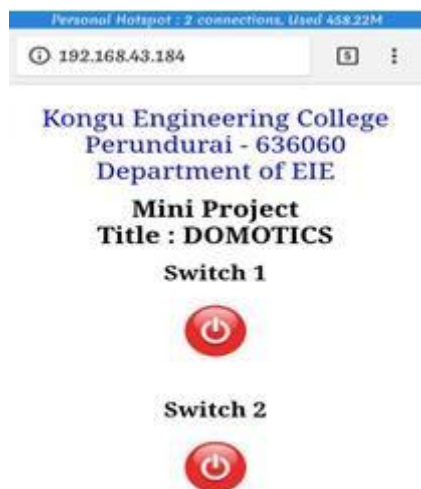 Personal Hotspot : 2 connections, Used 458.22M
192.168.43.184
5
Kongu Engineering College
Perundurai - 636060
Department of EIE
Mini Project
Title : DOMOTICS
Switch 1
Switch 2